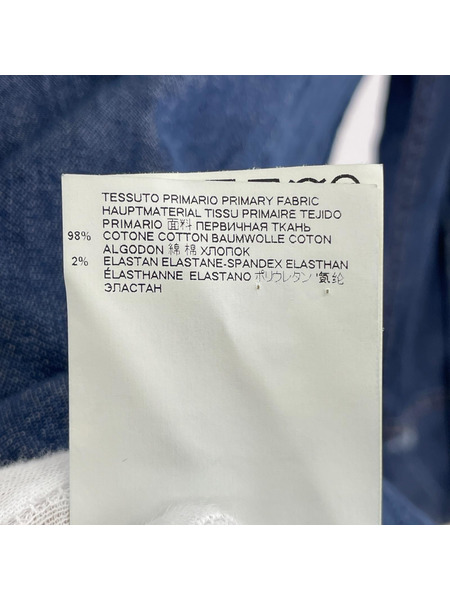 TESSUTO PRIMARIO PRIMARY FABRIC
HAUPTMATERIAL TISSU PRIMAIRE TEJIDO
PRIMARIO 面料 ПЕРВИЧНАЯ ТКАНЬ
98% COTONE COTTON BAUMWOLLE COTON
ALGODON 綿 棉 ХЛОПОК
2% ELASTAN ELASTANE-SPANDEX ELASTHAN
ÉLASTHANNE ELASTANO ポリウレタン 氨纶
ЭЛАСТАН